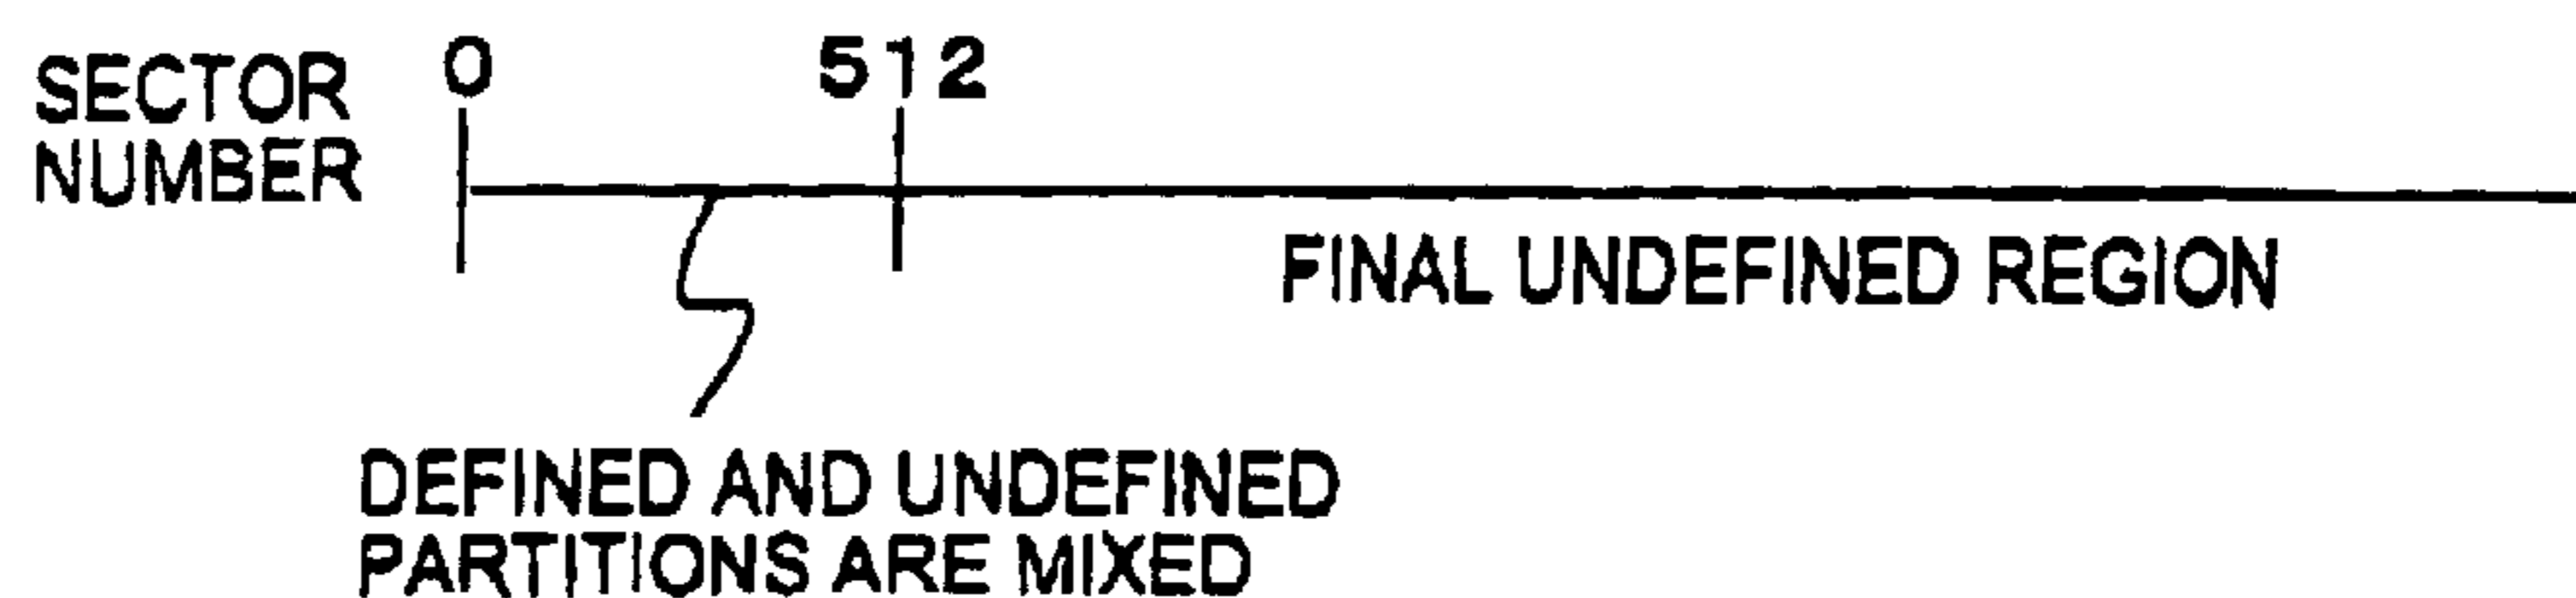 SECTOR
NUMBER
0
512
FINAL UNDEFINED REGION
DEFINED AND UNDEFINED
PARTITIONS ARE MIXED